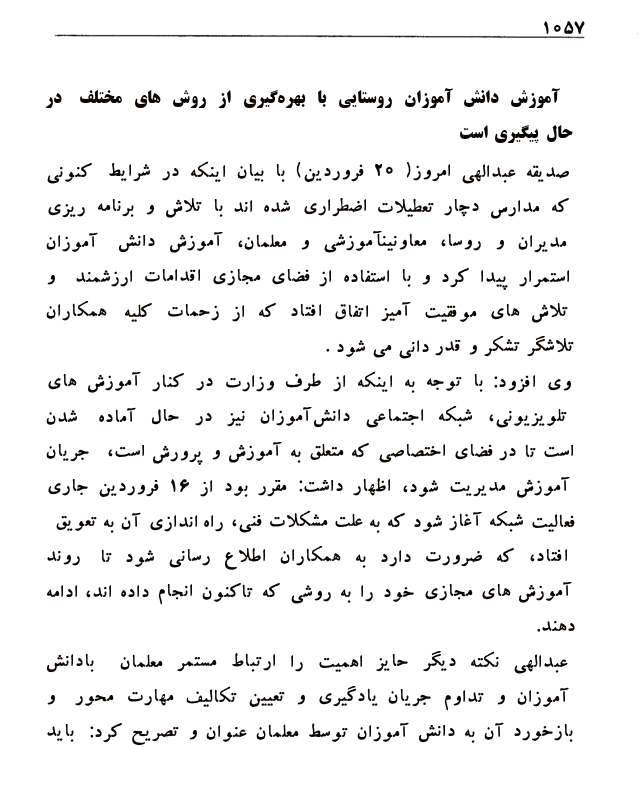 ۱۰۵۷
آموزش دانش آموزان روستایی با بهره‌گیری از روش های مختلف در
حال پیگیری است
صدیقه عبدالهی امروز( ۲۰ فروردین) با بیان اینکه در شرایط کنونی
که مدارس دچار تعطیلات اضطراری شده اند با تلاش و برنامه ریزی
مدیران و روسا، معاونینآموزشی و معلمان، آموزش دانش آموزان
استمرار پیدا کرد و با استفاده از فضای مجازی اقدامات ارزشمند و
تلاش های موفقیت آمیز اتفاق افتاد که از زحمات کلیه همکاران
تلاشگر تشکر و قدر دانی می شود .
وی افزود: با توجه به اینکه از طرف وزارت در کنار آموزش های
تلویزیونی، شبکه اجتماعی دانش‌آموزان نیز در حال آماده شدن
است تا در فضای اختصاصی که متعلق به آموزش و پرورش است، جریان
آموزش مدیریت شود، اظهار داشت: مقرر بود از ۱۶ فروردین جاری
فعالیت شبکه آغاز شود که به علت مشکلات فنی، راه اندازی آن به تعویق
افتاد، که ضرورت دارد به همکاران اطلاع رسانی شود تا روند
آموزش های مجازی خود را به روشی که تاکنون انجام داده اند، ادامه
دهند.
عبدالهی نکته دیگر حایز اهمیت را ارتباط مستمر معلمان بادانش
آموزان و تداوم جریان یادگیری و تعیین تکالیف مهارت محور و
بازخورد آن به دانش آموزان توسط معلمان عنوان و تصریح کرد: باید